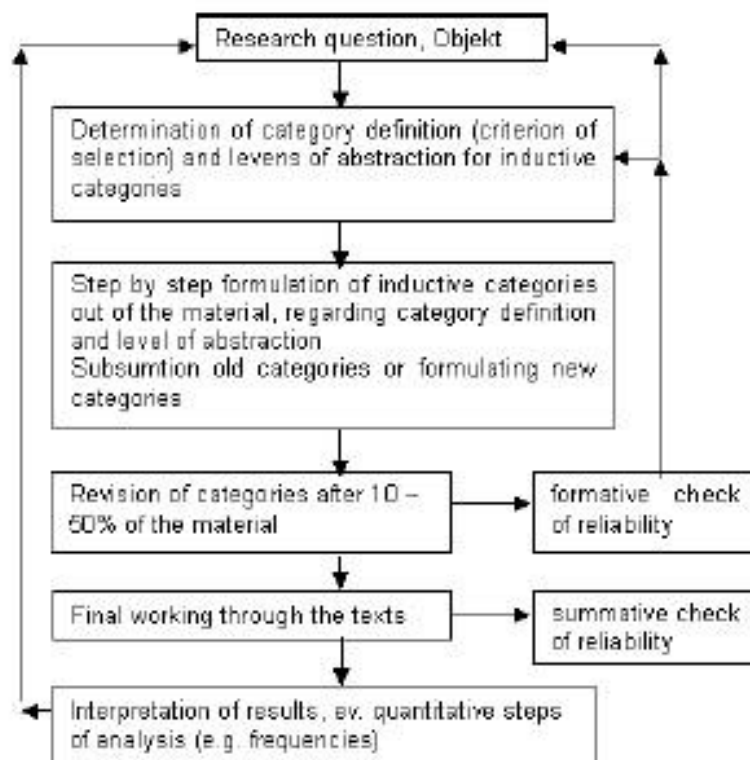 Research question, Objekt
Determination of category definition (criterion of
selection) and levens of abstraction for inductive
categories
Step by step formulation of inductive categories
out of the material, regarding category definition
and level of abstraction
Subsumtion old categories or formulating new
categories
Revision of categories after 10 –
50% of the material
formative check
of reliability
Final working through the texts
summative check
of reliability
Interpretation of results, ev. quantitative steps
of analysis (e.g. frequencies)